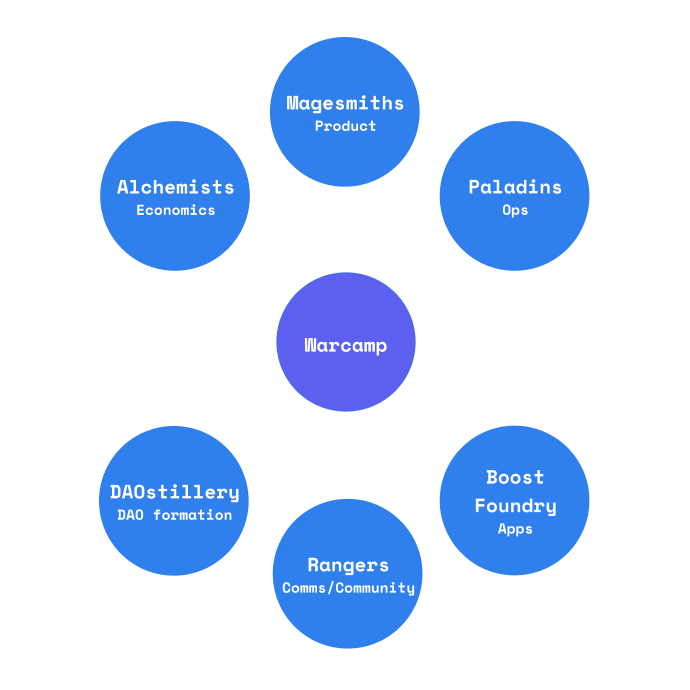 Magesmiths
Product
Alchemists
Economics
Paladins
Ops
Warcamp
DAOstillery
DAO formation
Boost
Foundry
Apps
Rangers
Comms/Community